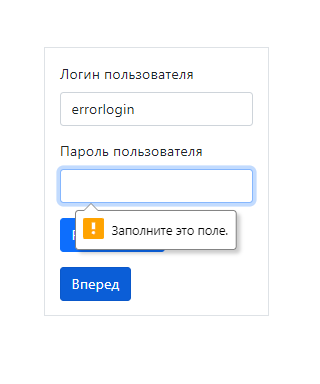 Логин пользователя
errorlogin
Пароль пользователя
Заполните это поле.
Вперед